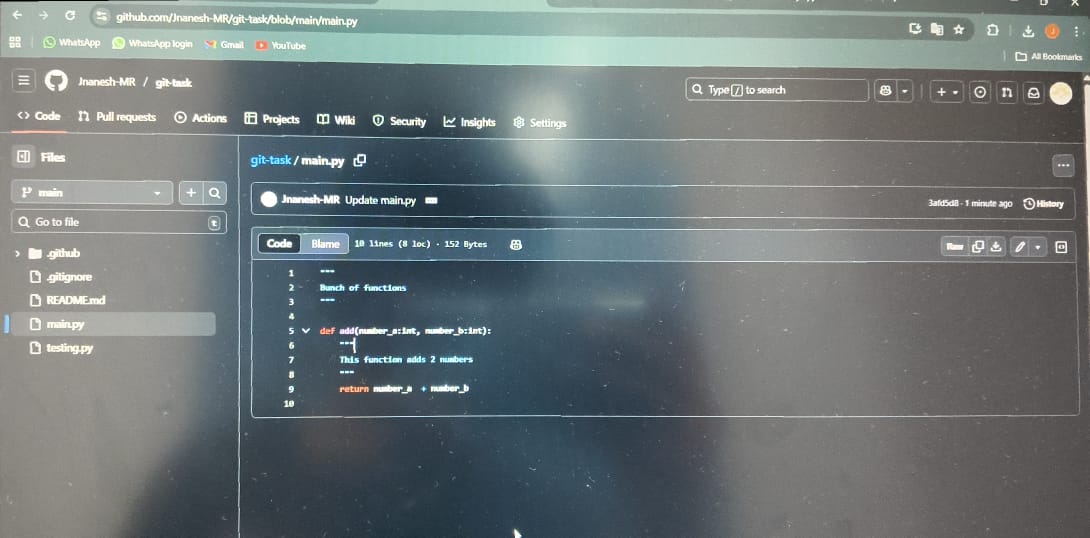 github.com/Jnanesh-MR/git-task/blob/main/main.py
WhatsApp WhatsApp login Gmail YouTube
All Bookmarks
Jnanesh-MR / git-task
Type / to search
Code Pull requests Actions Projects Wiki Security Insights Settings
Files
git-task / main.py
main
Jnanesh-MR Update main.py
3afd5d8 · 1 minute ago History
Go to file t
Code Blame 10 lines (8 loc) · 152 Bytes
Raw
.github
.gitignore
README.md
main.py
testing.py
1 """
2 Bunch of functions
3 """
4
5 def add(number_a:int, number_b:int):
6 """
7 This function adds 2 numbers
8 """
9 return number_a + number_b
10